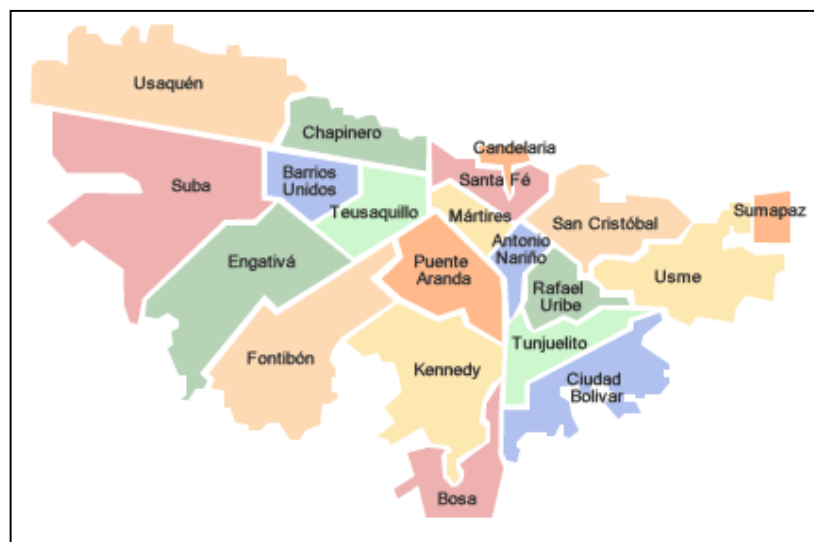 Usaquén
Chapinero
Candelaria
Santa Fé
Barrios
Unidos
Suba
Teusaquillo
Mártires
San Cristóbal
Sumapaz
Antonio
Nariño
Engativá
Puente
Aranda
Usme
Rafael
Uribe
Fontibón
Kennedy
Tunjuelito
Ciudad
Bolivar
Bosa